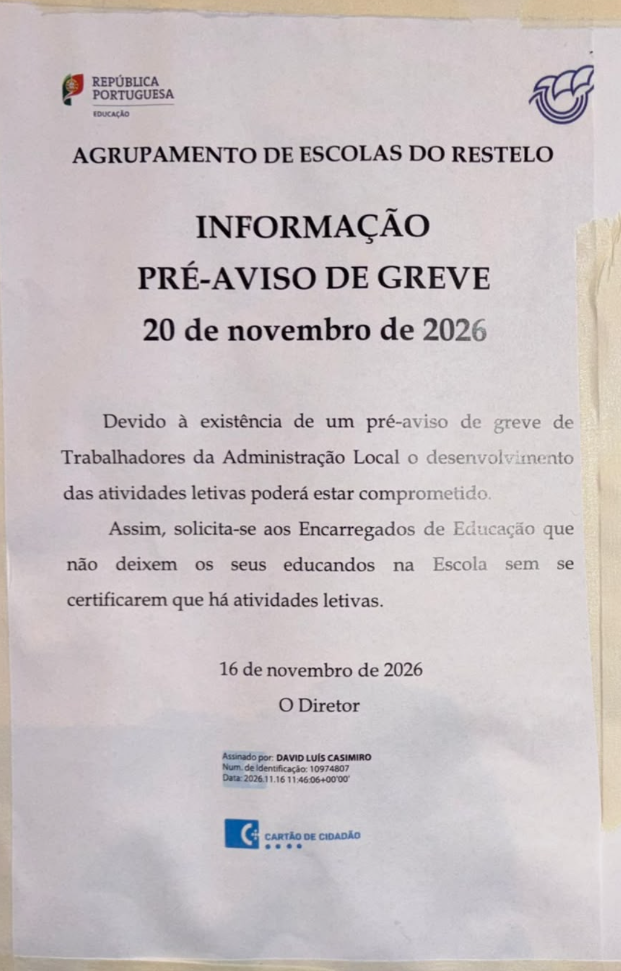 REPÚBLICA
PORTUGUESA
EDUCAÇÃO
AGRUPAMENTO DE ESCOLAS DO RESTELO
INFORMAÇÃO
PRÉ-AVISO DE GREVE
20 de novembro de 2026
Devido à existência de um pré-aviso de greve de
Trabalhadores da Administração Local o desenvolvimento
das atividades letivas poderá estar comprometido.
Assim, solicita-se aos Encarregados de Educação que
não deixem os seus educandos na Escola sem se
certificarem que há atividades letivas.
16 de novembro de 2026
O Diretor
Assinado por: DAVID LUÍS CASIMIRO
Num. de Identificação: 10974807
Data: 2026.11.16 11:46:06+00'00'
CARTÃO DE CIDADÃO